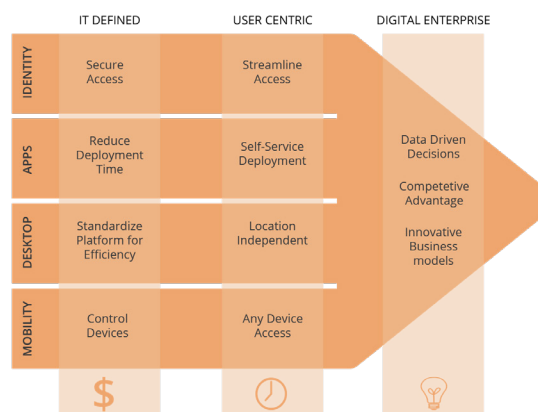 IT DEFINED
USER CENTRIC
DIGITAL ENTERPRISE
IDENTITY
Secure
Access
Streamline
Access
APPS
Reduce
Deployment
Time
Self-Service
Deployment
DESKTOP
Standardize
Platform for
Efficiency
Location
Independent
MOBILITY
Control
Devices
Any Device
Access
Data Driven
Decisions
Competetive
Advantage
Innovative
Business
models
$